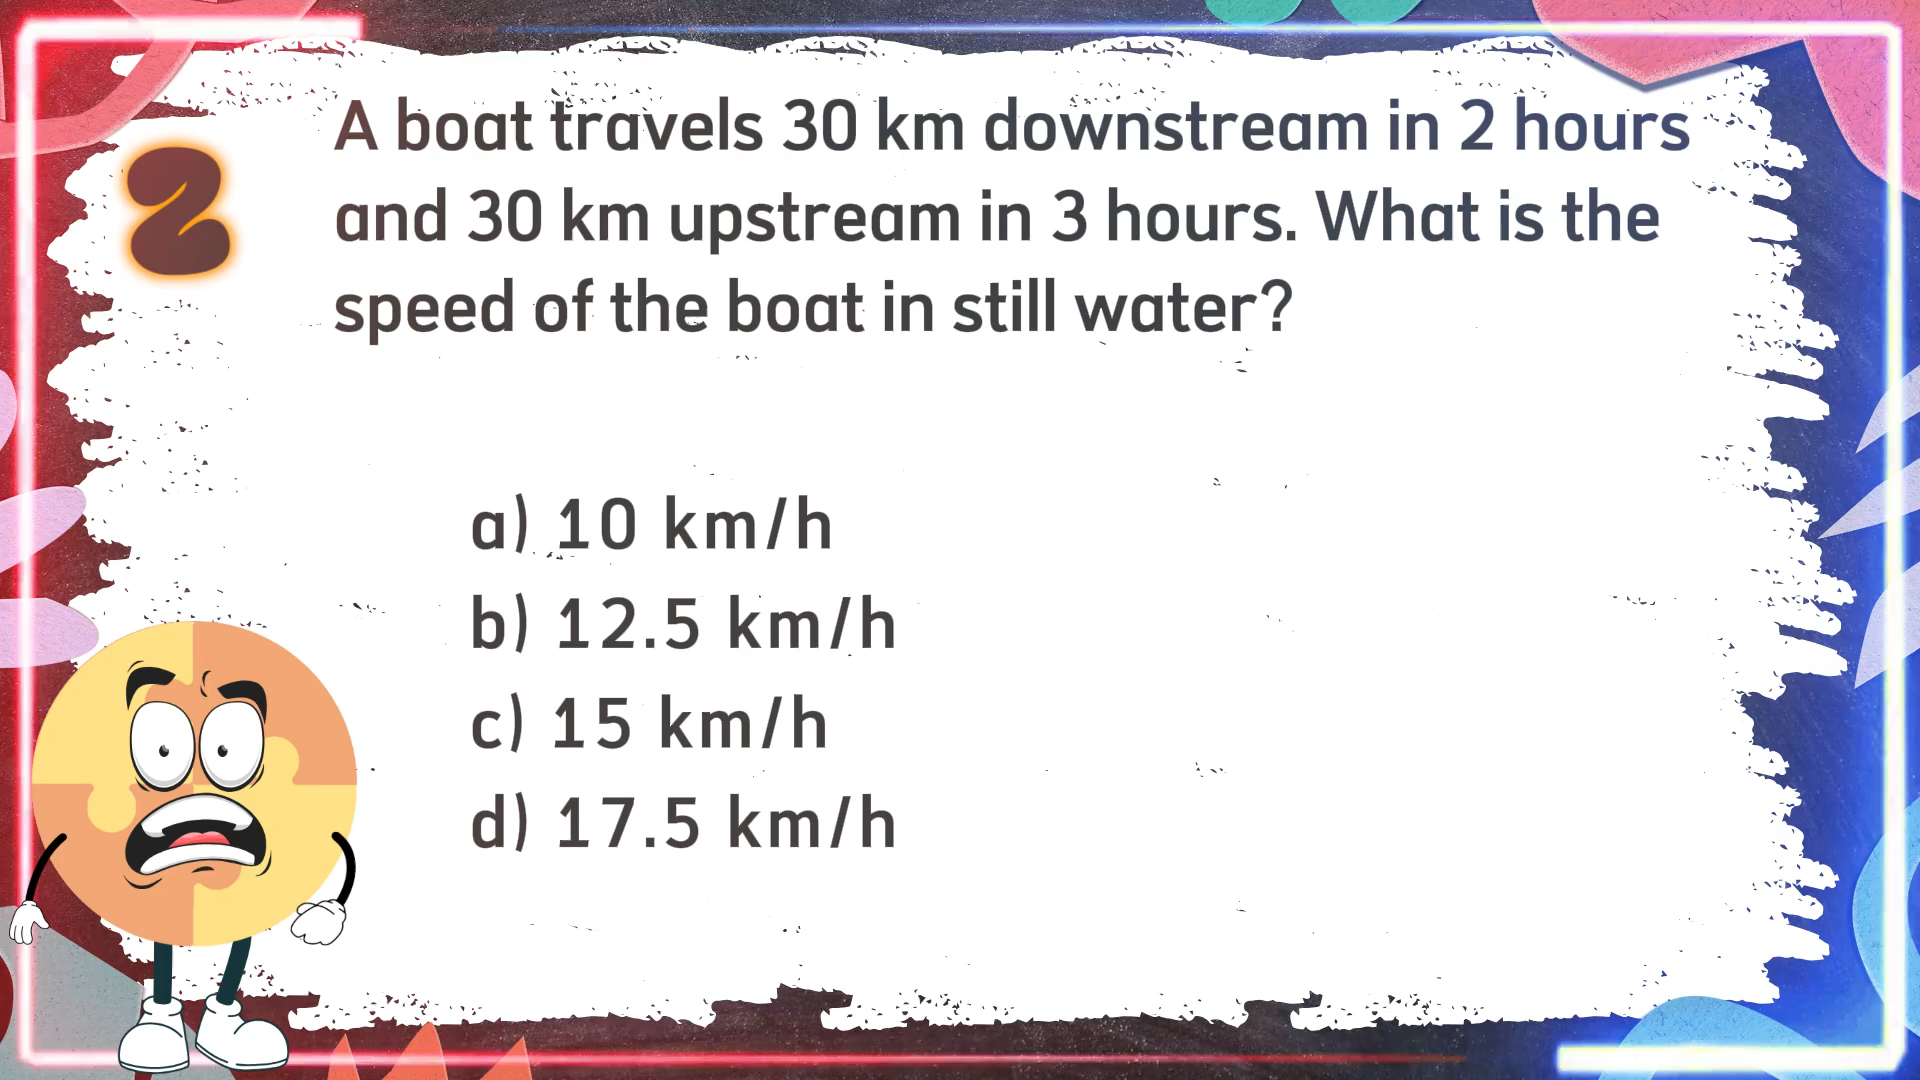 2
A boat travels 30 km downstream in 2 hours
and 30 km upstream in 3 hours. What is the
speed of the boat in still water?
a) 10 km/h
b) 12.5 km/h
c) 15 km/h
d) 17.5 km/h